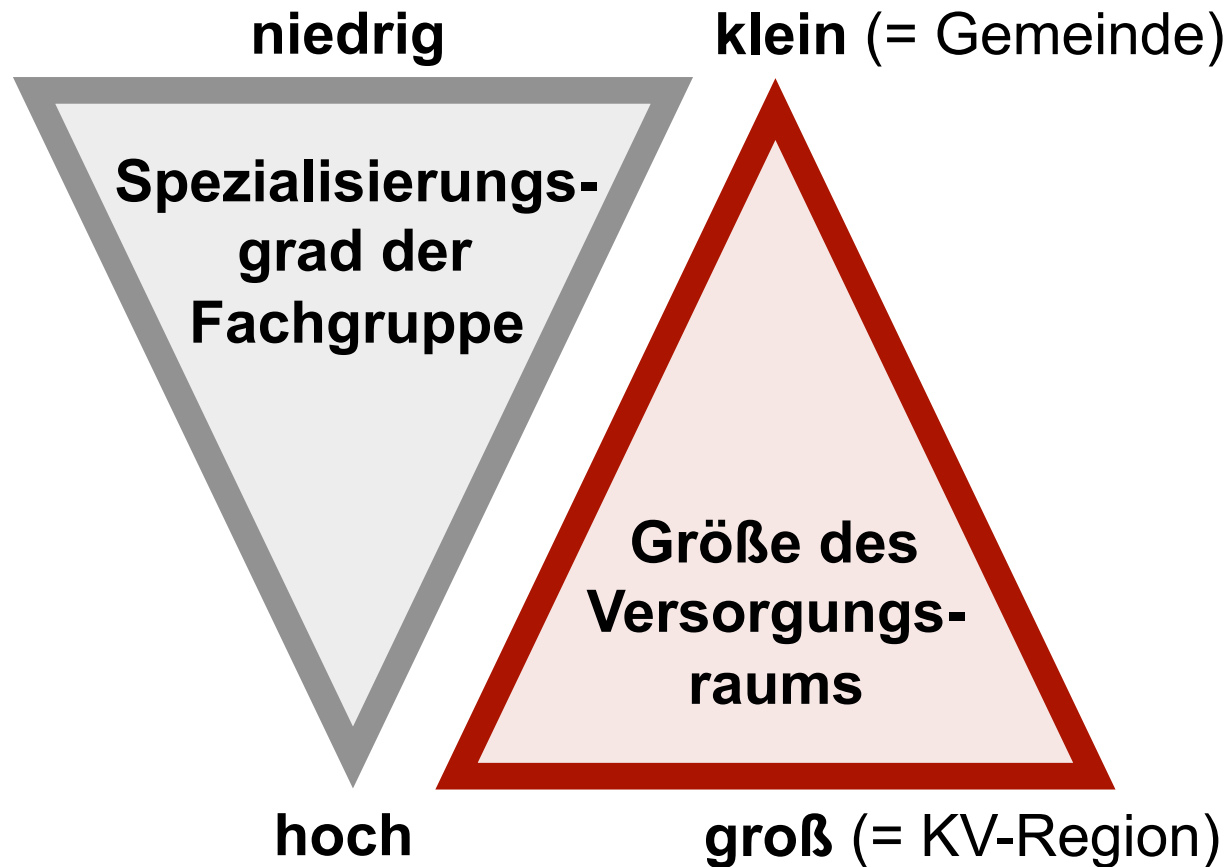 niedrig
klein (= Gemeinde)
Spezialisierungs-
grad der
Fachgruppe
Größe des
Versorgungs-
raums
hoch
groß (= KV-Region)